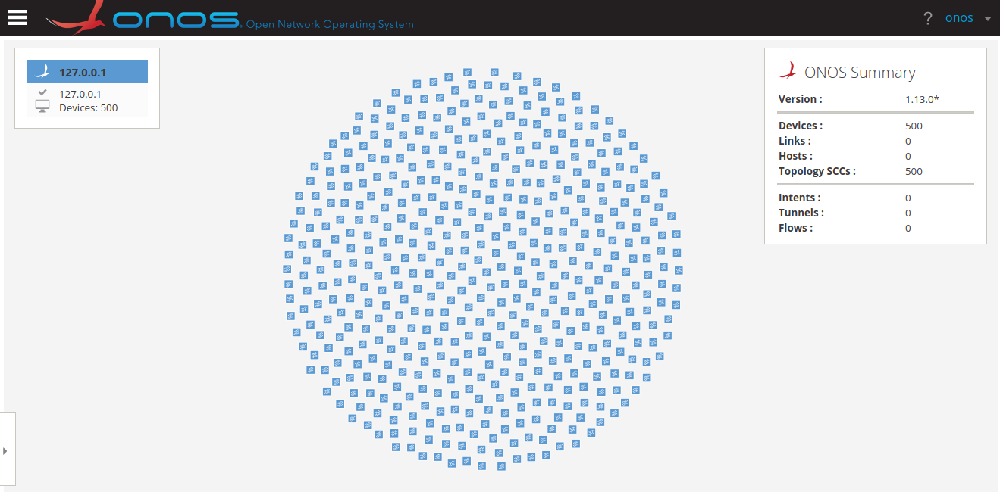 onos. Open Network Operating System
? onos
127.0.0.1
127.0.0.1
Devices: 500
ONOS Summary
Version : 1.13.0*
Devices : 500
Links : 0
Hosts : 0
Topology SCCs : 500
Intents : 0
Tunnels : 0
Flows : 0